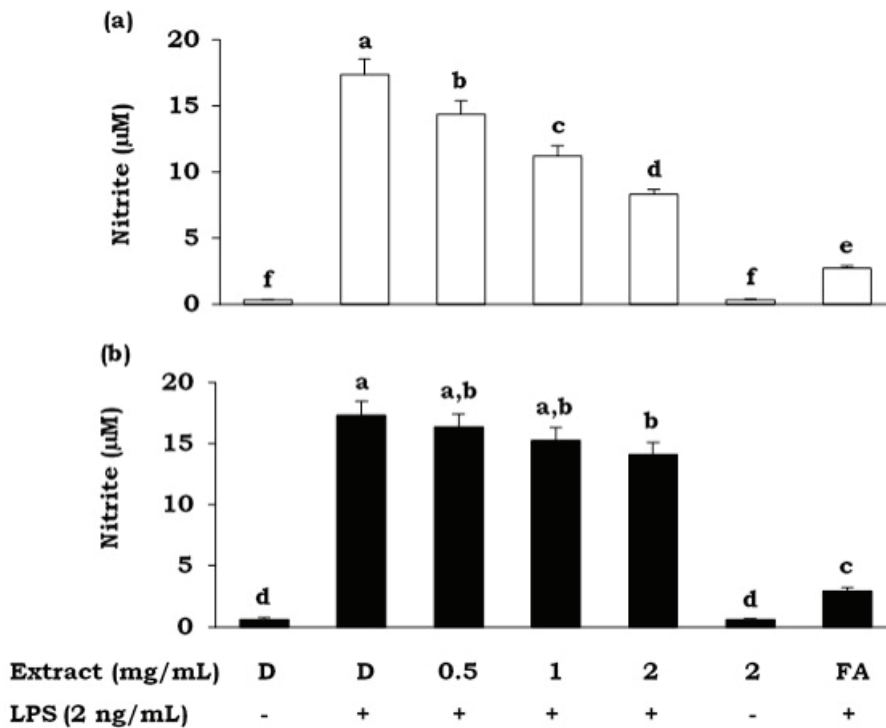 (a)
20
15
10
5
0
Nitrite (µM)
f
a
b
c
d
f
e
(b)
20
15
10
5
0
Nitrite (µM)
d
a
a,b
a,b
b
d
c
Extract (mg/mL) D D 0.5 1 2 2 FA
LPS (2 ng/mL) - + + + + - +